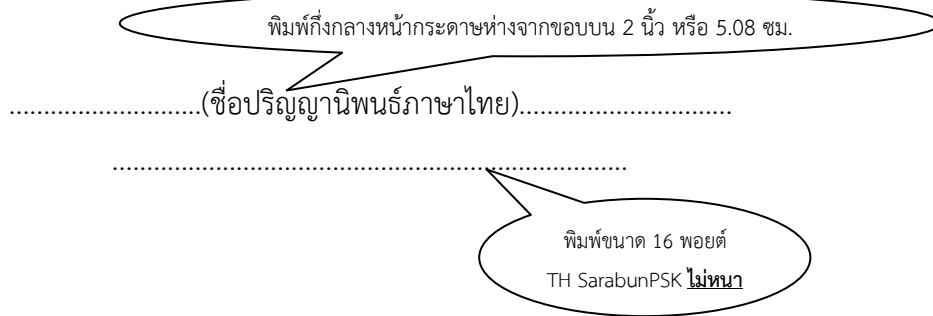 พิมพ์กึ่งกลางหน้ากระดาษห่างจากขอบบน 2 นิ้ว หรือ 5.08 ซม.
............................(ชื่อปริญญานิพนธ์ภาษาไทย)...............................
...........................................................................
พิมพ์ขนาด 16 พอยต์
TH SarabunPSK ไม่หนา